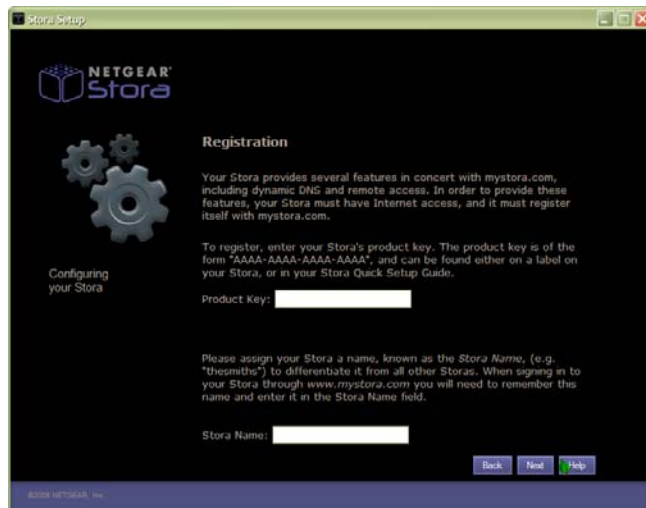 Stora Setup
NETGEAR
Stora
Registration
Your Stora provides several features in concert with mystora.com,
including dynamic DNS and remote access. In order to provide these
features, your Stora must have Internet access, and it must register
itself with mystora.com.
To register, enter your Stora's product key. The product key is of the
form "AAAA-AAAA-AAAA-AAAA", and can be found either on a label on
your Stora, or in your Stora Quick Setup Guide.
Configuring
your Stora
Product Key:
Please assign your Stora a name, known as the Stora Name, (e.g.
"thesmiths") to differentiate it from all other Storas. When signing in to
your Stora through www.mystora.com you will need to remember this
name and enter it in the Stora Name field.
Stora Name:
Back Next Help
©2009 NETGEAR, Inc.